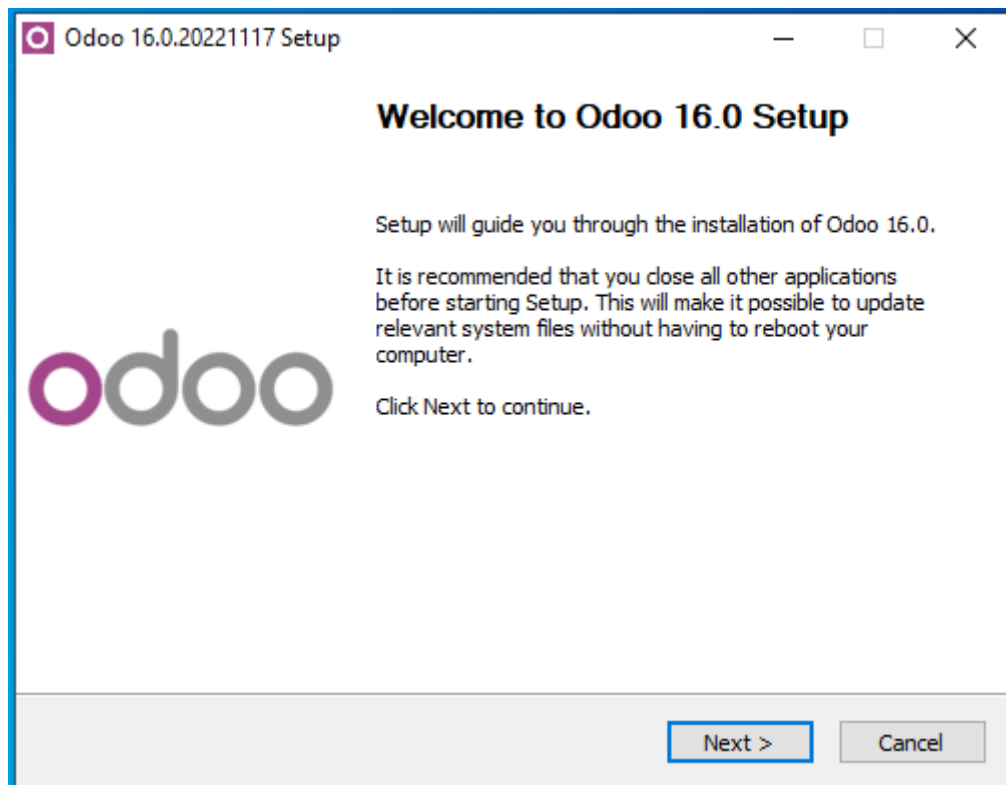 Odoo 16.0.20221117 Setup
Welcome to Odoo 16.0 Setup
Setup will guide you through the installation of Odoo 16.0.
It is recommended that you close all other applications
before starting Setup. This will make it possible to update
relevant system files without having to reboot your
computer.
odoo
Click Next to continue.
Next >
Cancel